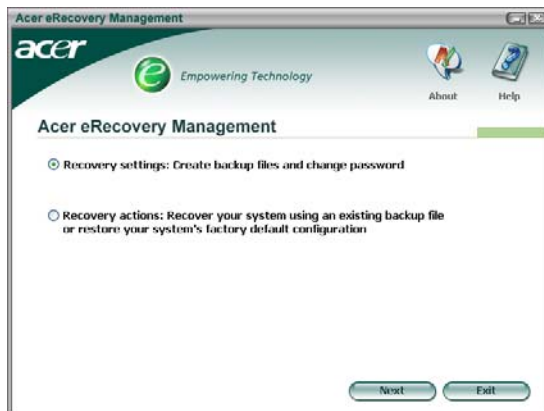 Acer eRecovery Management
acer
e Empowering Technology
About
Help
Acer eRecovery Management
Recovery settings: Create backup files and change password
Recovery actions: Recover your system using an existing backup file
or restore your system's factory default configuration
Next
Exit